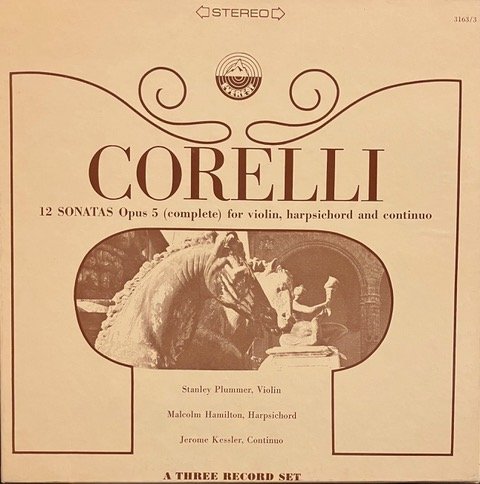 STEREO
3163/3
EVEREST
CORELLI
12 SONATAS Opus 5 (complete) for violin, harpsichord and continuo
Stanley Plummer, Violin
Malcolm Hamilton, Harpsichord
Jerome Kessler, Continuo
A THREE RECORD SET